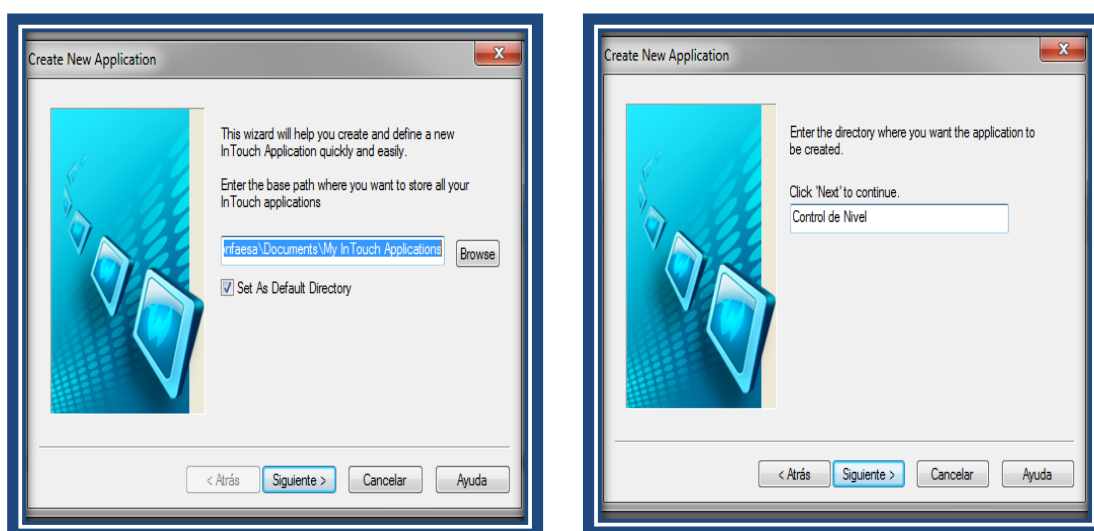 Create New Application
X
This wizard will help you create and define a new
InTouch Application quickly and easily.
Enter the base path where you want to store all your
InTouch applications
nfaesa\Documents\My InTouch Applications
Browse
Set As Default Directory
< Atrás
Siguiente >
Cancelar
Ayuda
Create New Application
X
Enter the directory where you want the application to
be created.
Click 'Next' to continue.
Control de Nivel
< Atrás
Siguiente >
Cancelar
Ayuda